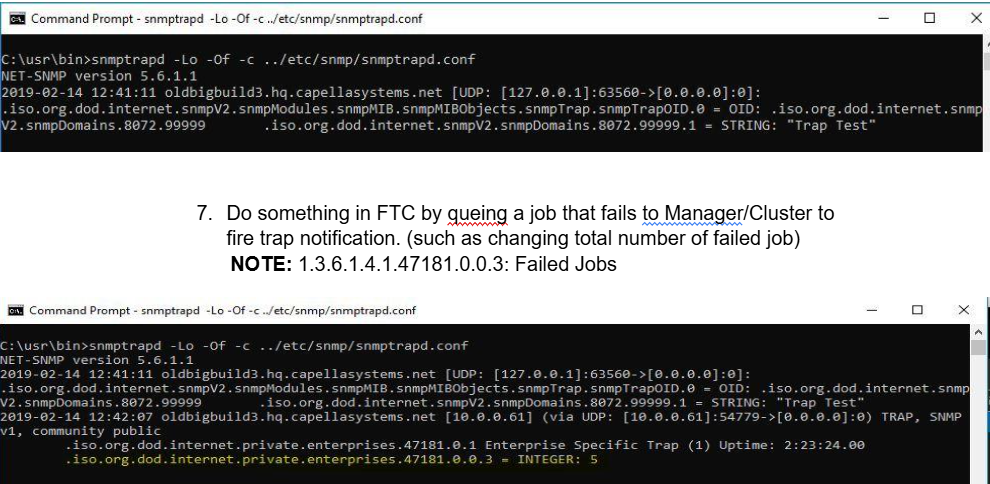 Command Prompt - snmptrapd -Lo -Of -c ../etc/snmp/snmptrapd.conf
C:\usr\bin>snmptrapd -Lo -Of -c ../etc/snmp/snmptrapd.conf
NET-SNMP version 5.6.1.1
2019-02-14 12:41:11 oldbigbuild3.hq.capellasystems.net [UDP: [127.0.0.1]:63560->[0.0.0.0]:0]:
.iso.org.dod.internet.snmpV2.snmpModules.snmpMIB.snmpMIBObjects.snmpTrap.snmpTrapOID.0 = OID: .iso.org.dod.internet.snmp
V2.snmpDomains.8072.99999 .iso.org.dod.internet.snmpV2.snmpDomains.8072.99999.1 = STRING: "Trap Test"
7. Do something in FTC by queing a job that fails to Manager/Cluster to
fire trap notification. (such as changing total number of failed job)
NOTE: 1.3.6.1.4.1.47181.0.0.3: Failed Jobs
Command Prompt - snmptrapd -Lo -Of -c ../etc/snmp/snmptrapd.conf
C:\usr\bin>snmptrapd -Lo -Of -c ../etc/snmp/snmptrapd.conf
NET-SNMP version 5.6.1.1
2019-02-14 12:41:11 oldbigbuild3.hq.capellasystems.net [UDP: [127.0.0.1]:63560->[0.0.0.0]:0]:
.iso.org.dod.internet.snmpV2.snmpModules.snmpMIB.snmpMIBObjects.snmpTrap.snmpTrapOID.0 = OID: .iso.org.dod.internet.snmp
V2.snmpDomains.8072.99999 .iso.org.dod.internet.snmpV2.snmpDomains.8072.99999.1 = STRING: "Trap Test"
2019-02-14 12:42:07 oldbigbuild3.hq.capellasystems.net [10.0.0.61] (via UDP: [10.0.0.61]:54779->[0.0.0.0]:0) TRAP, SNMP
v1, community public
.iso.org.dod.internet.private.enterprises.47181.0.1 Enterprise Specific Trap (1) Uptime: 2:23:24.00
.iso.org.dod.internet.private.enterprises.47181.0.0.3 = INTEGER: 5